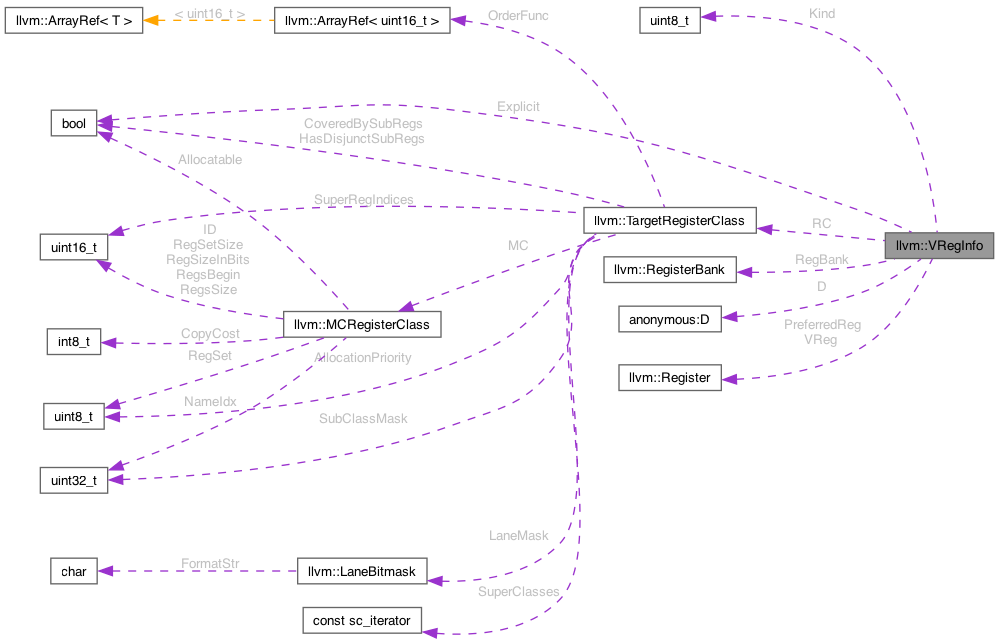 llvm::ArrayRef< T >
< uint16_t >
llvm::ArrayRef< uint16_t >
OrderFunc
uint8_t
Kind
bool
Explicit
CoveredBySubRegs
HasDisjunctSubRegs
Allocatable
SuperRegIndices
llvm::TargetRegisterClass
RC
llvm::VRegInfo
uint16_t
ID
RegSetSize
RegSizeInBits
RegsBegin
RegsSize
MC
llvm::RegisterBank
RegBank
D
anonymous:D
llvm::MCRegisterClass
PreferredReg
VReg
int8_t
CopyCost
RegSet
AllocationPriority
llvm::Register
uint8_t
NameIdx
SubClassMask
uint32_t
LaneMask
char
FormatStr
llvm::LaneBitmask
SuperClasses
const sc_iterator